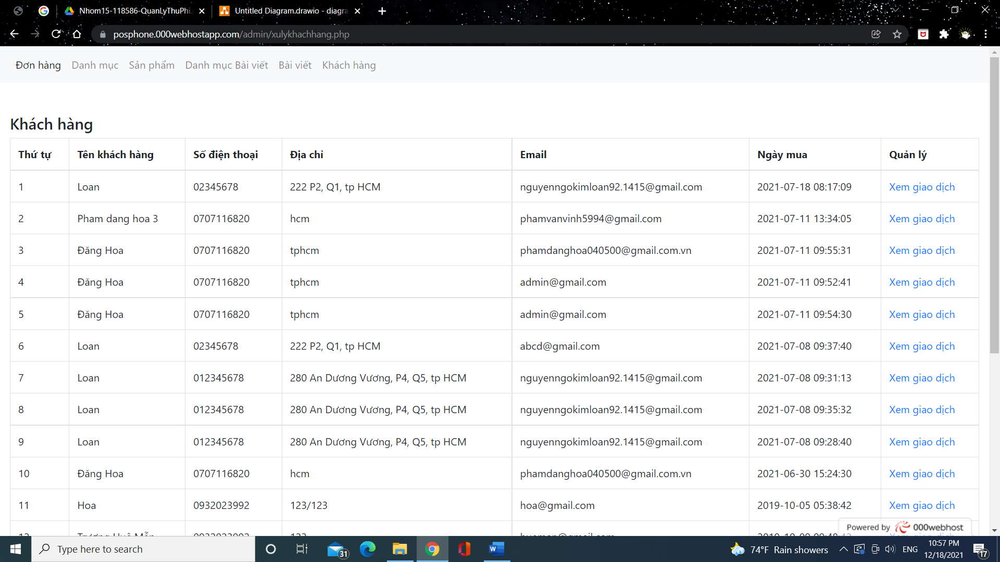 Nhom15-118586-QuanLyThuPhi.
Untitled Diagram.drawio - diagra
posphone.000webhostapp.com/admin/xulykhachhang.php
Đơn hàng Danh mục Sản phẩm Danh mục Bài viết Bài viết Khách hàng
Khách hàng
Thứ tự Tên khách hàng Số điện thoại Địa chỉ Email Ngày mua Quản lý
1 Loan 02345678 222 P2, Q1, tp HCM nguyenngokimloan92.1415@gmail.com 2021-07-18 08:17:09 Xem giao dịch
2 Pham dang hoa 3 0707116820 hcm phamvanvinh5994@gmail.com 2021-07-11 13:34:05 Xem giao dịch
3 Đăng Hoa 0707116820 tphcm phamdanghoa040500@gmail.com.vn 2021-07-11 09:55:31 Xem giao dịch
4 Đăng Hoa 0707116820 tphcm admin@gmail.com 2021-07-11 09:52:41 Xem giao dịch
5 Đăng Hoa 0707116820 tphcm admin@gmail.com 2021-07-11 09:54:30 Xem giao dịch
6 Loan 02345678 222 P2, Q1, tp HCM abcd@gmail.com 2021-07-08 09:37:40 Xem giao dịch
7 Loan 012345678 280 An Dương Vương, P4, Q5, tp HCM nguyenngokimloan92.1415@gmail.com 2021-07-08 09:31:13 Xem giao dịch
8 Loan 012345678 280 An Dương Vương, P4, Q5, tp HCM nguyenngokimloan92.1415@gmail.com 2021-07-08 09:35:32 Xem giao dịch
9 Loan 012345678 280 An Dương Vương, P4, Q5, tp HCM nguyenngokimloan92.1415@gmail.com 2021-07-08 09:28:40 Xem giao dịch
10 Đăng Hoa 0707116820 hcm phamdanghoa040500@gmail.com.vn 2021-06-30 15:24:30 Xem giao dịch
11 Hoa 0932023992 123/123 hoa@gmail.com 2019-10-05 05:38:42 Xem giao dịch
Powered by 000webhost
Type here to search
31
74°F Rain showers
ENG
10:57 PM
12/18/2021
17